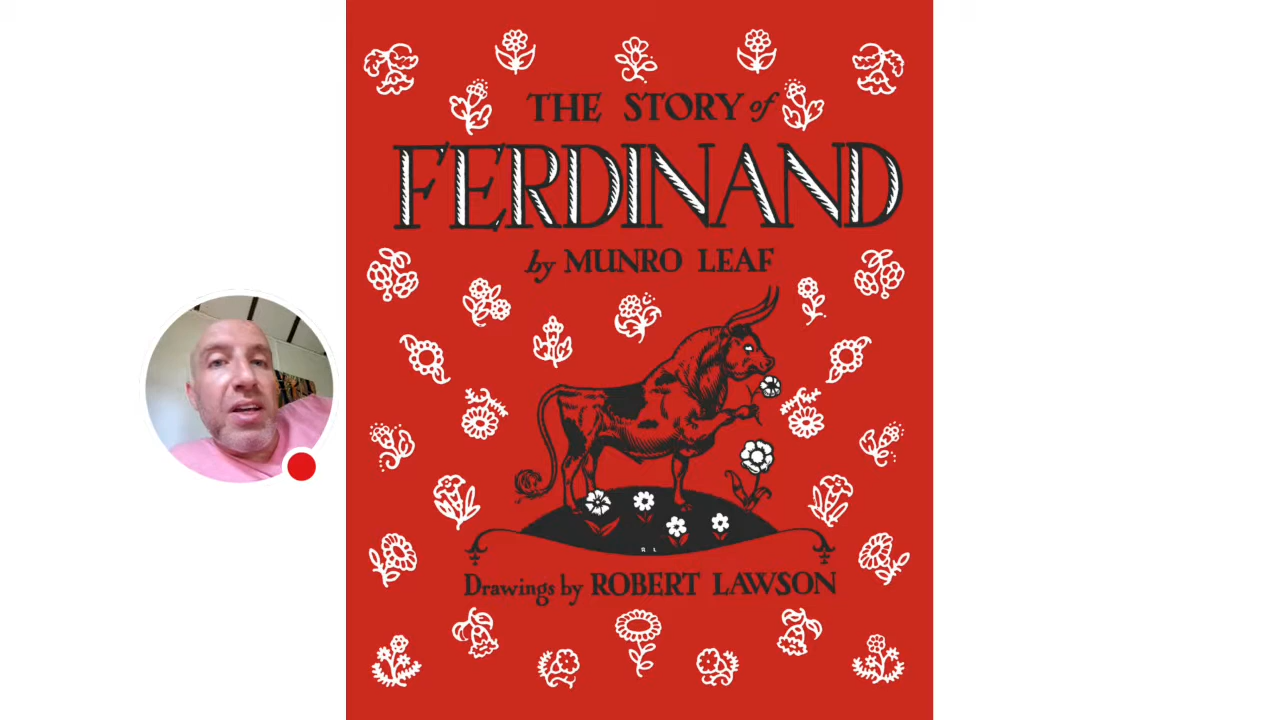 THE STORY of
FERDINAND
by MUNRO LEAF
R L
Drawings by ROBERT LAWSON